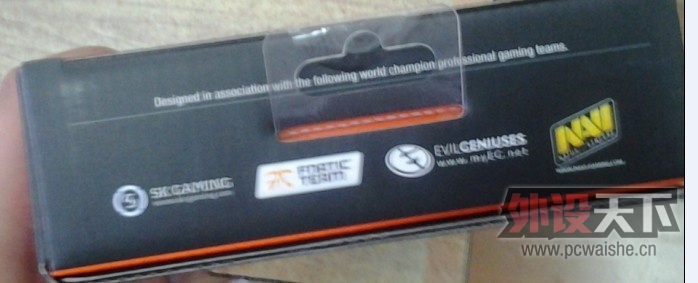 Designed in association with the following world champion professional gaming teams.
SK GAMING
FNATIC
TEAM
EVILGENIUSES
www.myEG.net
NAVI
外设天下
www.pcwaishe.cn